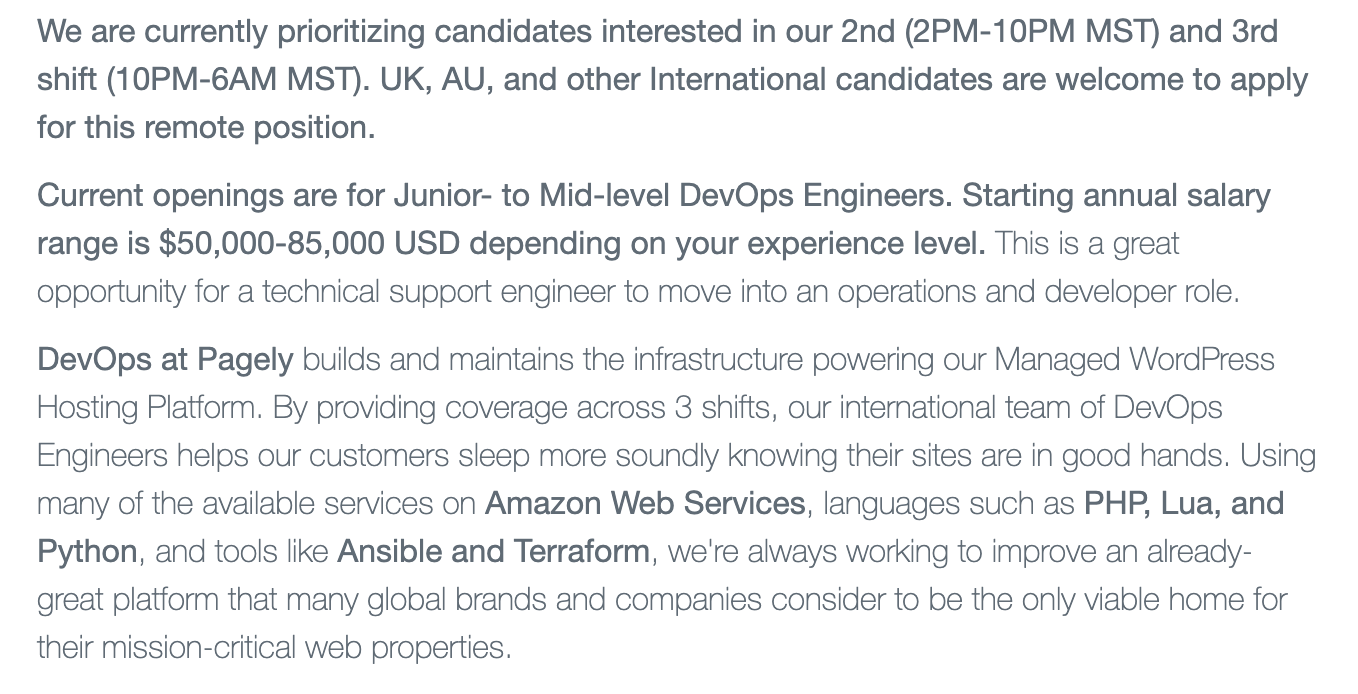 We are currently prioritizing candidates interested in our 2nd (2PM-10PM MST) and 3rd
shift (10PM-6AM MST). UK, AU, and other International candidates are welcome to apply
for this remote position.
Current openings are for Junior- to Mid-level DevOps Engineers. Starting annual salary
range is $50,000-85,000 USD depending on your experience level. This is a great
opportunity for a technical support engineer to move into an operations and developer role.
DevOps at Pagely builds and maintains the infrastructure powering our Managed WordPress
Hosting Platform. By providing coverage across 3 shifts, our international team of DevOps
Engineers helps our customers sleep more soundly knowing their sites are in good hands. Using
many of the available services on Amazon Web Services, languages such as PHP, Lua, and
Python, and tools like Ansible and Terraform, we're always working to improve an already-
great platform that many global brands and companies consider to be the only viable home for
their mission-critical web properties.